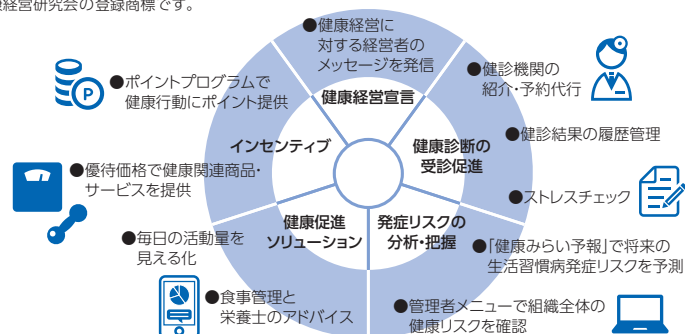 康経営研究会の登録商標です。
●健康経営に
対する経営者の
メッセージを発信
健康経営宣言
●健診機関の
紹介・予約代行
●健診結果の履歴管理
健康診断の
受診促進
●ストレスチェック
●「健康みらい予報」で将来の
生活習慣病発症リスクを予測
発症リスクの
分析・把握
●管理者メニューで組織全体の
健康リスクを確認
健康促進
ソリューション
●食事管理と
栄養士のアドバイス
●毎日の活動量を
見える化
●優待価格で健康関連商品・
サービスを提供
インセンティブ
●ポイントプログラムで
健康行動にポイント提供
P